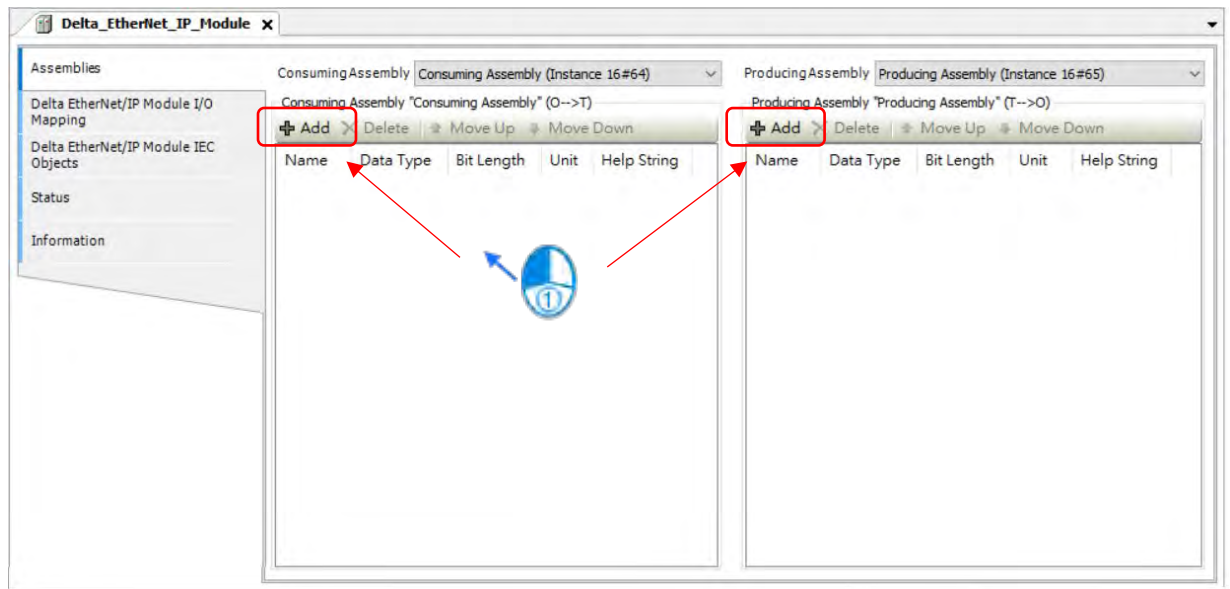 Delta_EtherNet_IP_Module
Assemblies
Delta EtherNet/IP Module I/O
Mapping
Delta EtherNet/IP Module IEC
Objects
Status
Information
Consuming Assembly Consuming Assembly (Instance 16#64)
Consuming Assembly "Consuming Assembly" (O-->T)
Add Delete Move Up Move Down
Name Data Type Bit Length Unit Help String
Producing Assembly Producing Assembly (Instance 16#65)
Producing Assembly "Producing Assembly" (T-->O)
Add Delete Move Up Move Down
Name Data Type Bit Length Unit Help String
1